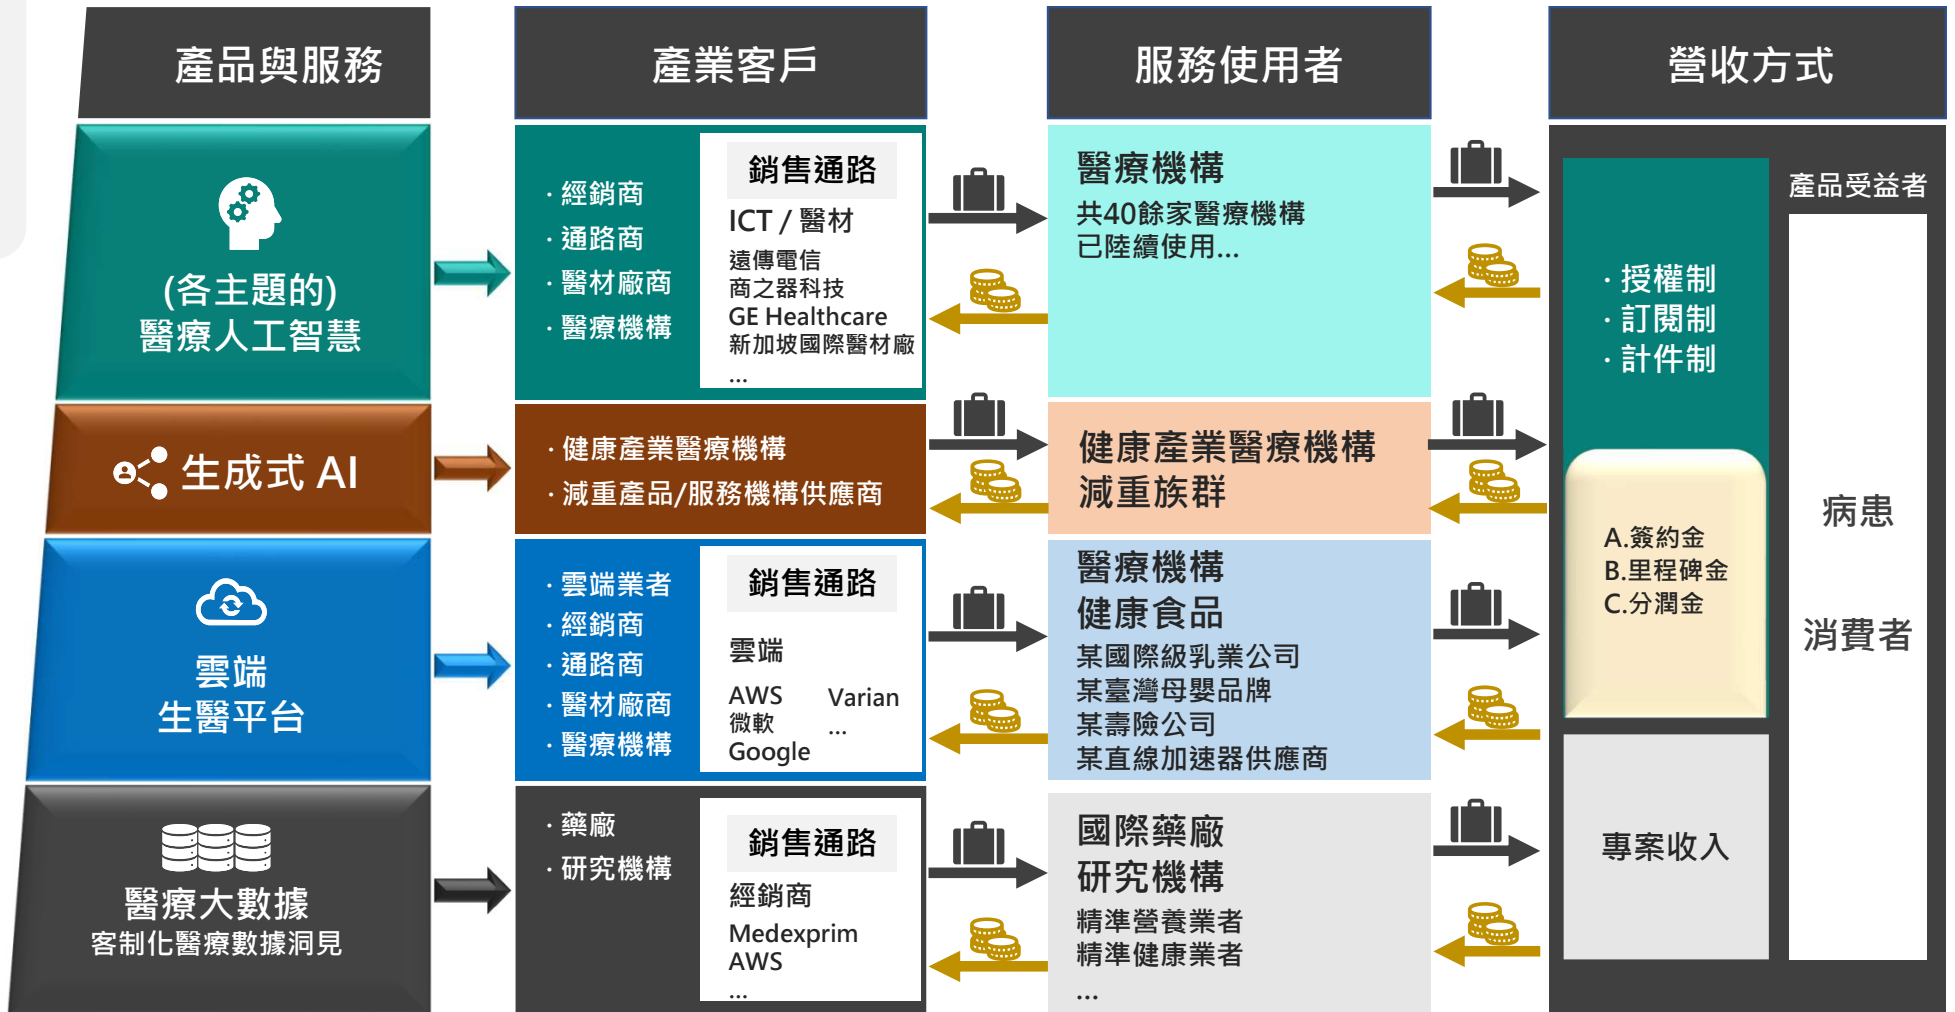 產品與服務
產業客戶
服務使用者
營收方式
(各主題的)
醫療人工智慧
· 經銷商
· 通路商
· 醫材廠商
· 醫療機構
銷售通路
ICT / 醫材
遠傳電信
商之器科技
GE Healthcare
新加坡國際醫材廠
...
醫療機構
共40餘家醫療機構
已陸續使用...
生成式 AI
· 健康產業醫療機構
· 減重產品/服務機構供應商
健康產業醫療機構
減重族群
雲端
生醫平台
· 雲端業者
· 經銷商
· 通路商
· 醫材廠商
· 醫療機構
銷售通路
雲端
AWS
微軟
Google
Varian
...
醫療機構
健康食品
某國際級乳業公司
某臺灣母嬰品牌
某壽險公司
某直線加速器供應商
醫療大數據
客制化醫療數據洞見
· 藥廠
· 研究機構
銷售通路
經銷商
Medexprim
AWS
...
國際藥廠
研究機構
精準營養業者
精準健康業者
...
· 授權制
· 訂閱制
· 計件制
A.簽約金
B.里程碑金
C.分潤金
專案收入
產品受益者
病患
消費者